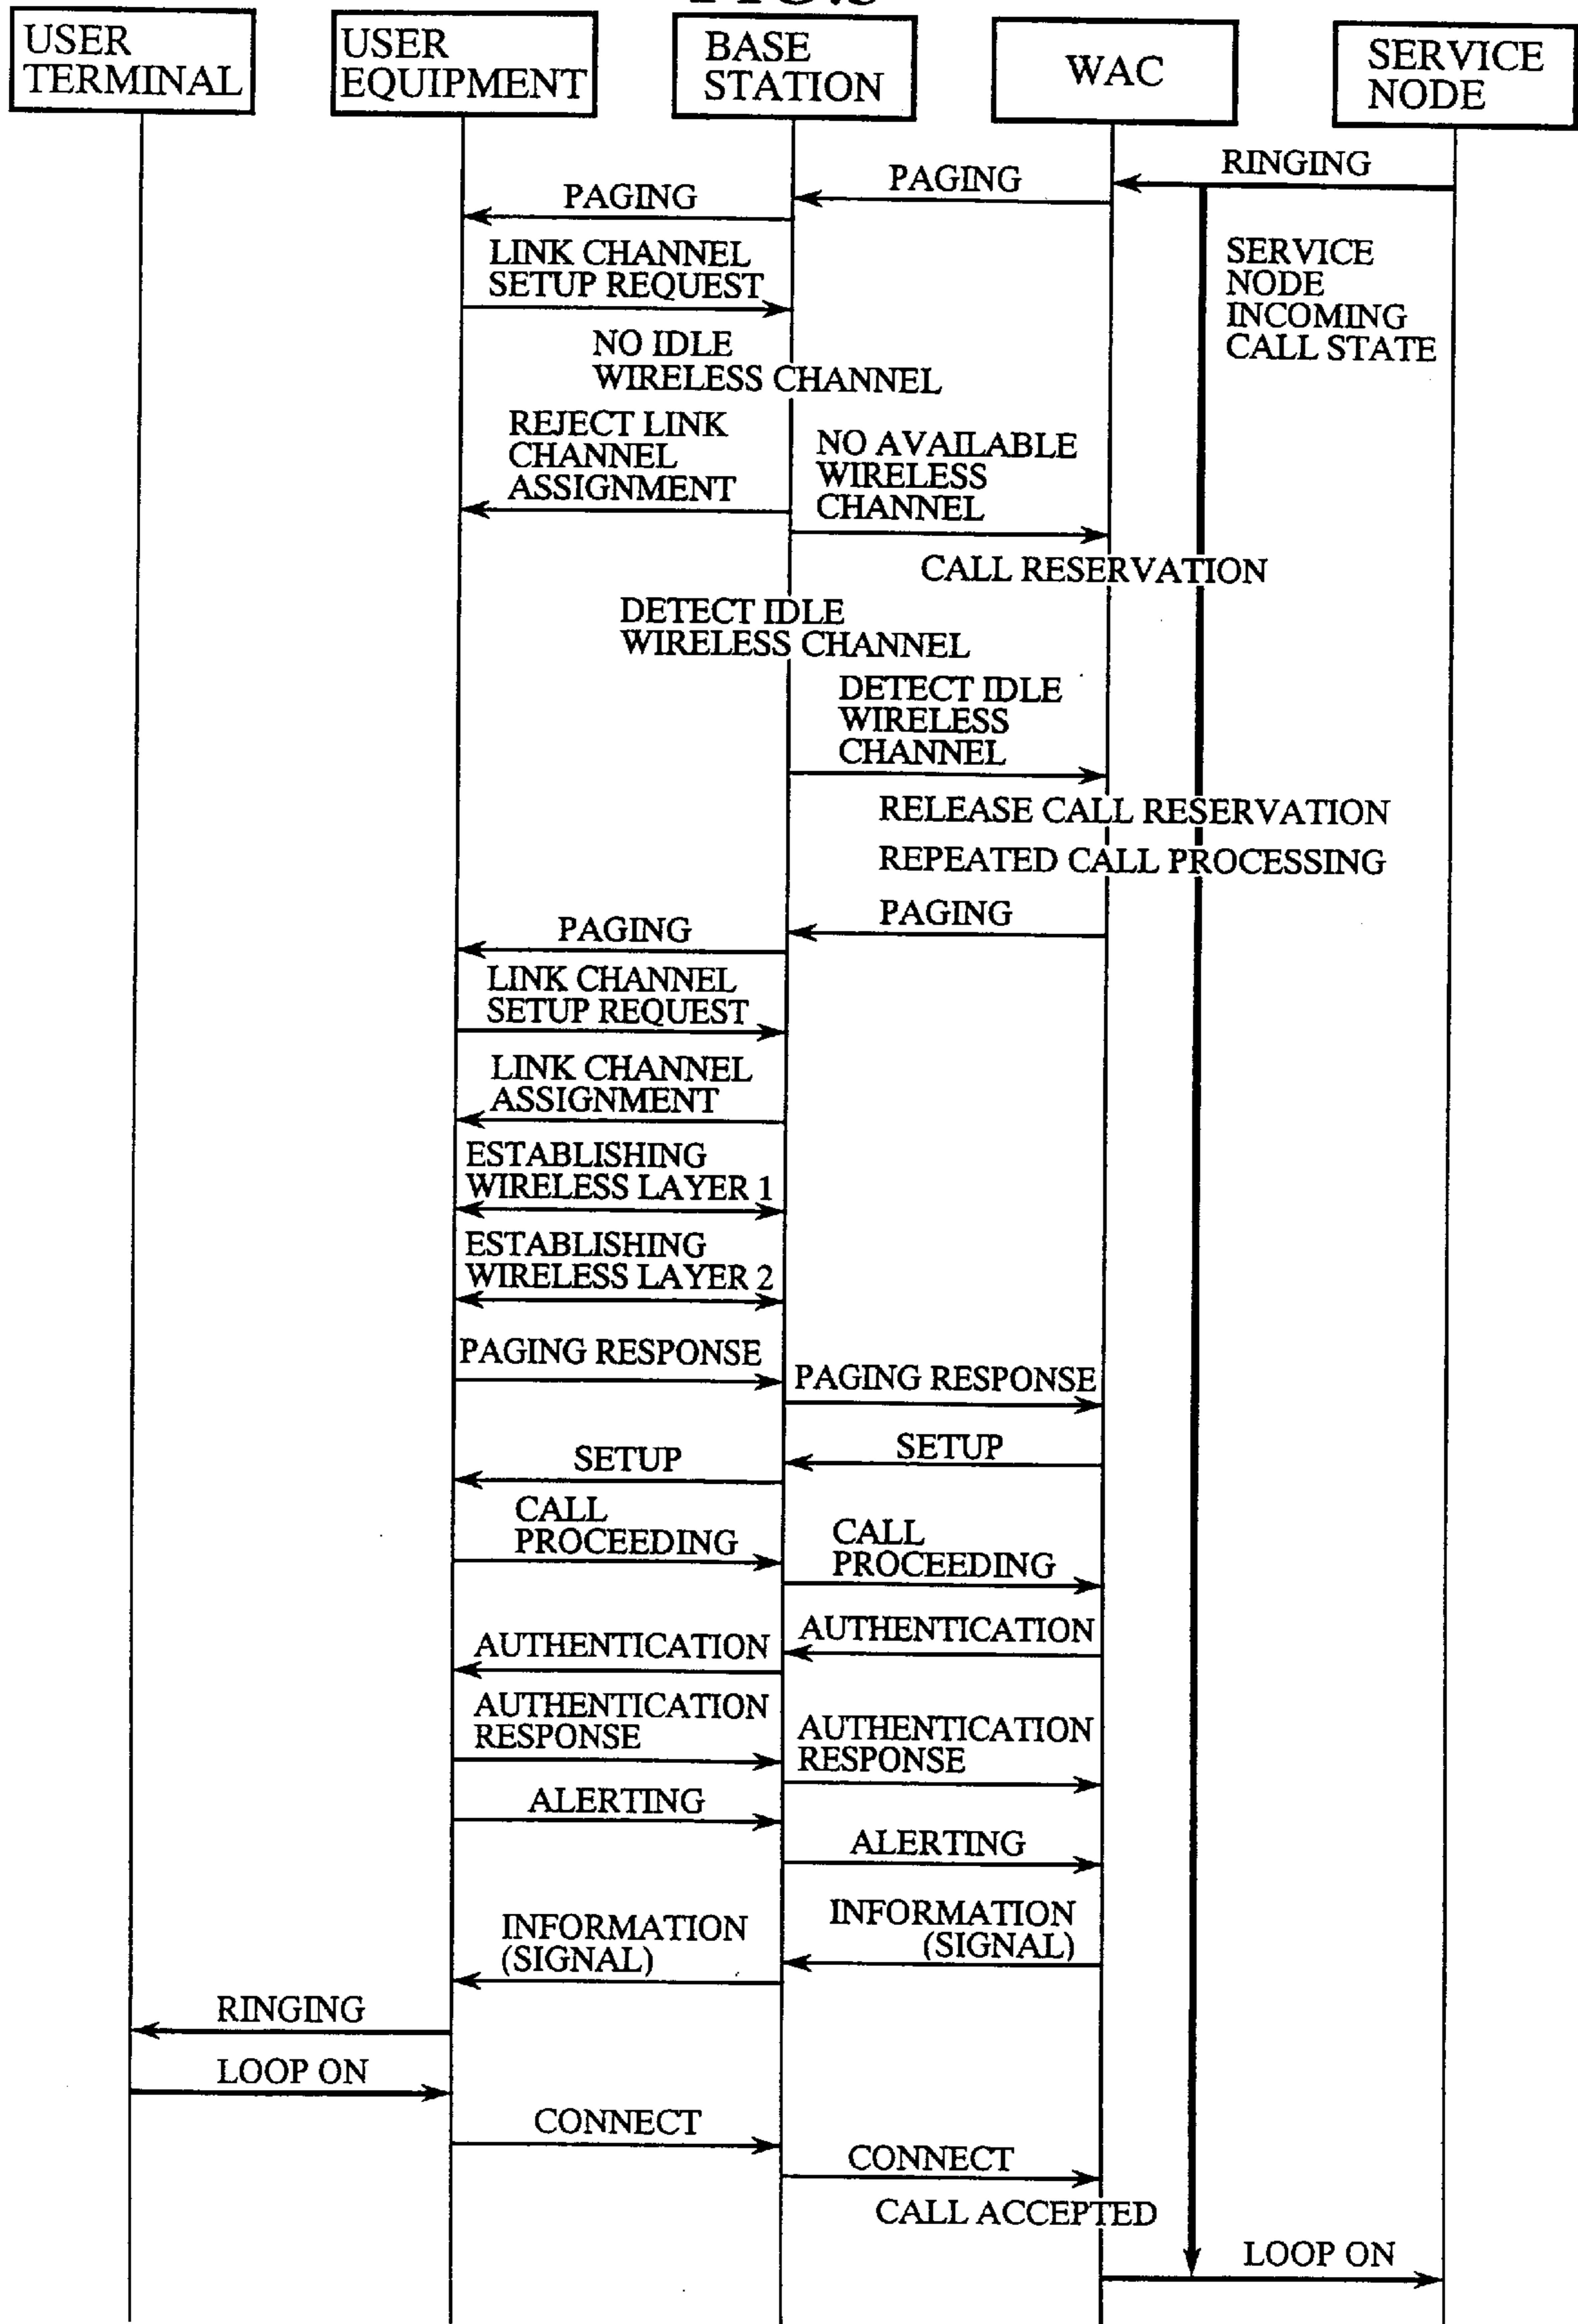 USER
TERMINAL
USER
EQUIPMENT
BASE
STATION
WAC
SERVICE
NODE
RINGING
PAGING
PAGING
LINK CHANNEL
SETUP REQUEST
SERVICE
NODE
INCOMING
CALL STATE
NO IDLE
WIRELESS CHANNEL
REJECT LINK
CHANNEL
ASSIGNMENT
NO AVAILABLE
WIRELESS
CHANNEL
CALL RESERVATION
DETECT IDLE
WIRELESS CHANNEL
DETECT IDLE
WIRELESS
CHANNEL
RELEASE CALL RESERVATION
REPEATED CALL PROCESSING
PAGING
PAGING
LINK CHANNEL
SETUP REQUEST
LINK CHANNEL
ASSIGNMENT
ESTABLISHING
WIRELESS LAYER 1
ESTABLISHING
WIRELESS LAYER 2
PAGING RESPONSE
PAGING RESPONSE
SETUP
SETUP
CALL
PROCEEDING
CALL
PROCEEDING
AUTHENTICATION
AUTHENTICATION
AUTHENTICATION
RESPONSE
AUTHENTICATION
RESPONSE
ALERTING
ALERTING
INFORMATION
(SIGNAL)
INFORMATION
(SIGNAL)
RINGING
LOOP ON
CONNECT
CONNECT
CALL ACCEPTED
LOOP ON